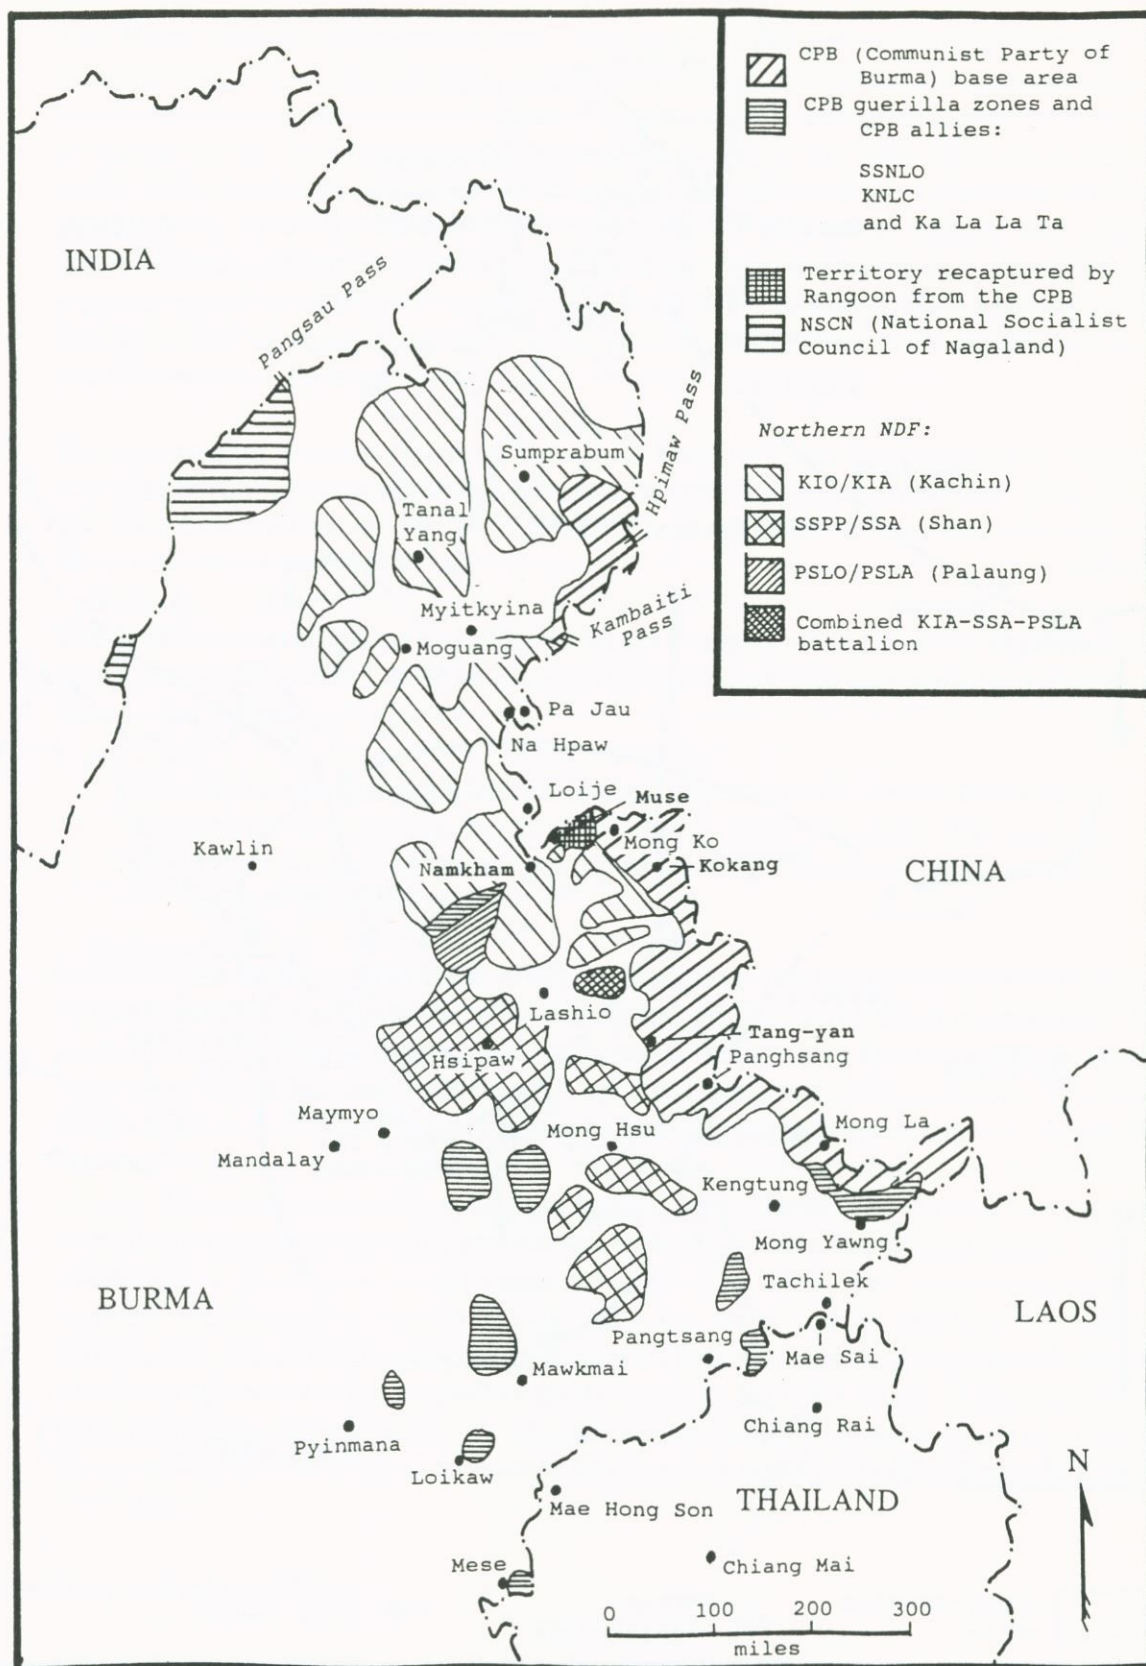 CPB (Communist Party of
Burma) base area
CPB guerilla zones and
CPB allies:
SSNLO
KNLC
and Ka La La Ta
Territory recaptured by
Rangoon from the CPB
NSCN (National Socialist
Council of Nagaland)
Northern NDF:
KIO/KIA (Kachin)
SSPP/SSA (Shan)
PSLO/PSLA (Palaung)
Combined KIA-SSA-PSLA
battalion
INDIA
Pangsau Pass
Hpimaw Pass
Sumprabum
Tanal
Yang
Myitkyina
Kambaiti
Pass
Moguang
Pa Jau
Na Hpaw
Loije
Muse
Mong Ko
Kawlin
Namkham
Kokang
CHINA
Lashio
Tang-yan
Hsipaw
Panghsang
Maymyo
Mong Hsu
Mong La
Mandalay
Kengtung
Mong Yawng
BURMA
Tachilek
LAOS
Pangtsang
Mae Sai
Mawkmai
Chiang Rai
Pyinmana
Loikaw
N
Mae Hong Son
THAILAND
Mese
Chiang Mai
0 100 200 300
miles